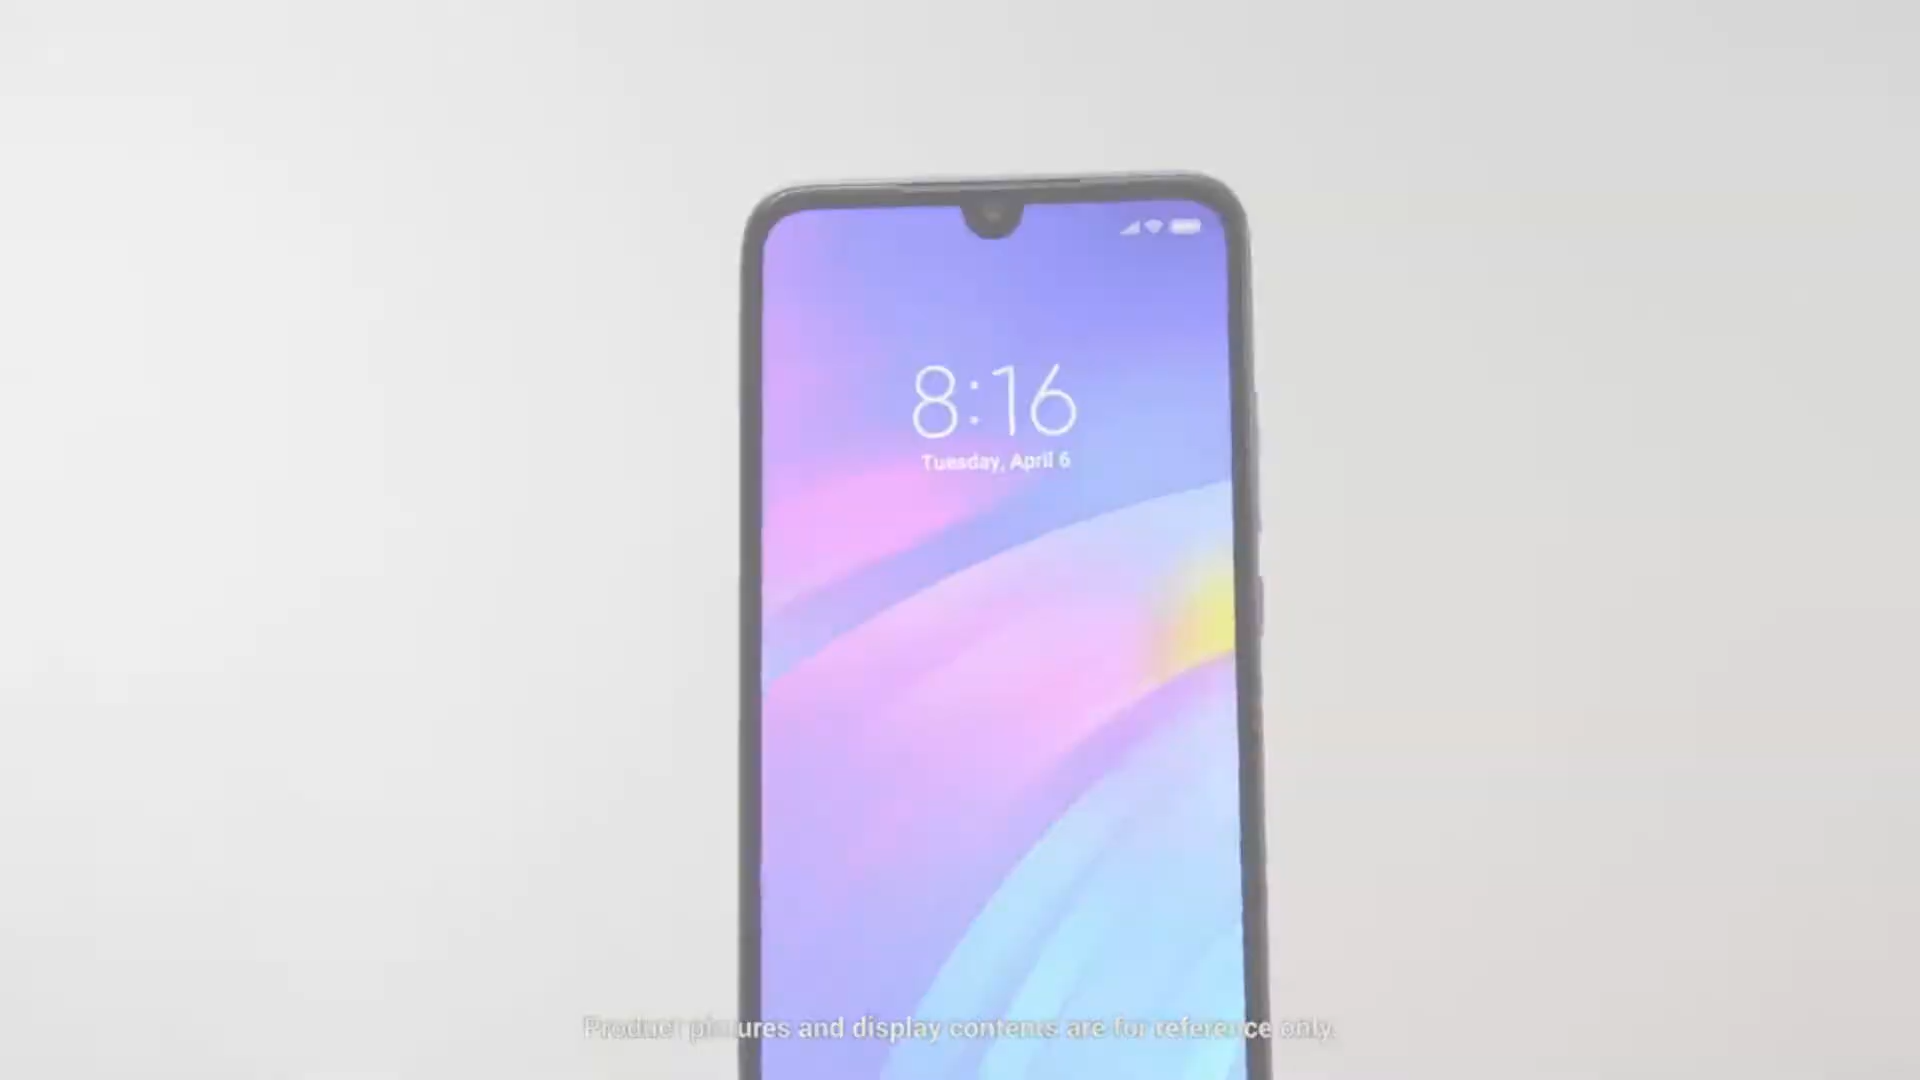 8:16
Tuesday, April 6
Product pictures and display contents are for reference only.